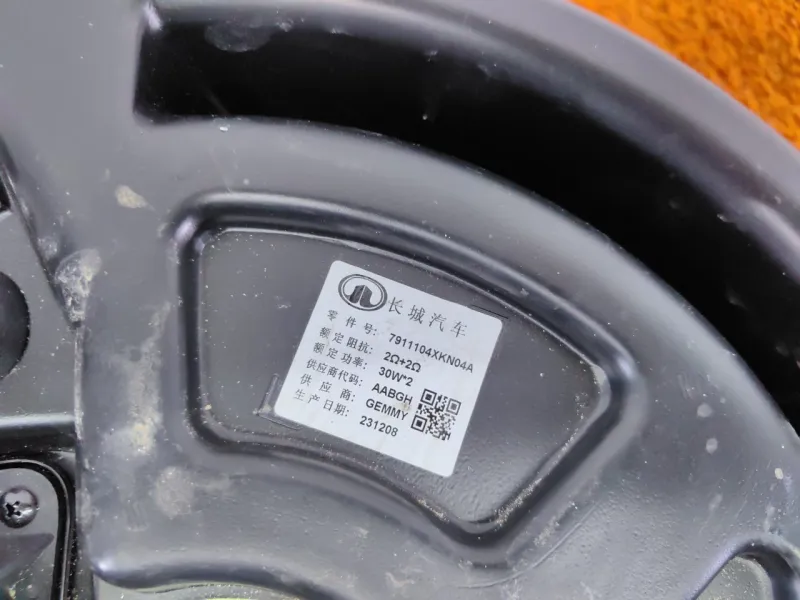 长城汽车
零件号: 7911104XKN04A
额定阻抗: 2Ω+2Ω
额定功率: 30W*2
供应商代码: AABGH
供应商: GEMMY
生产日期: 231208